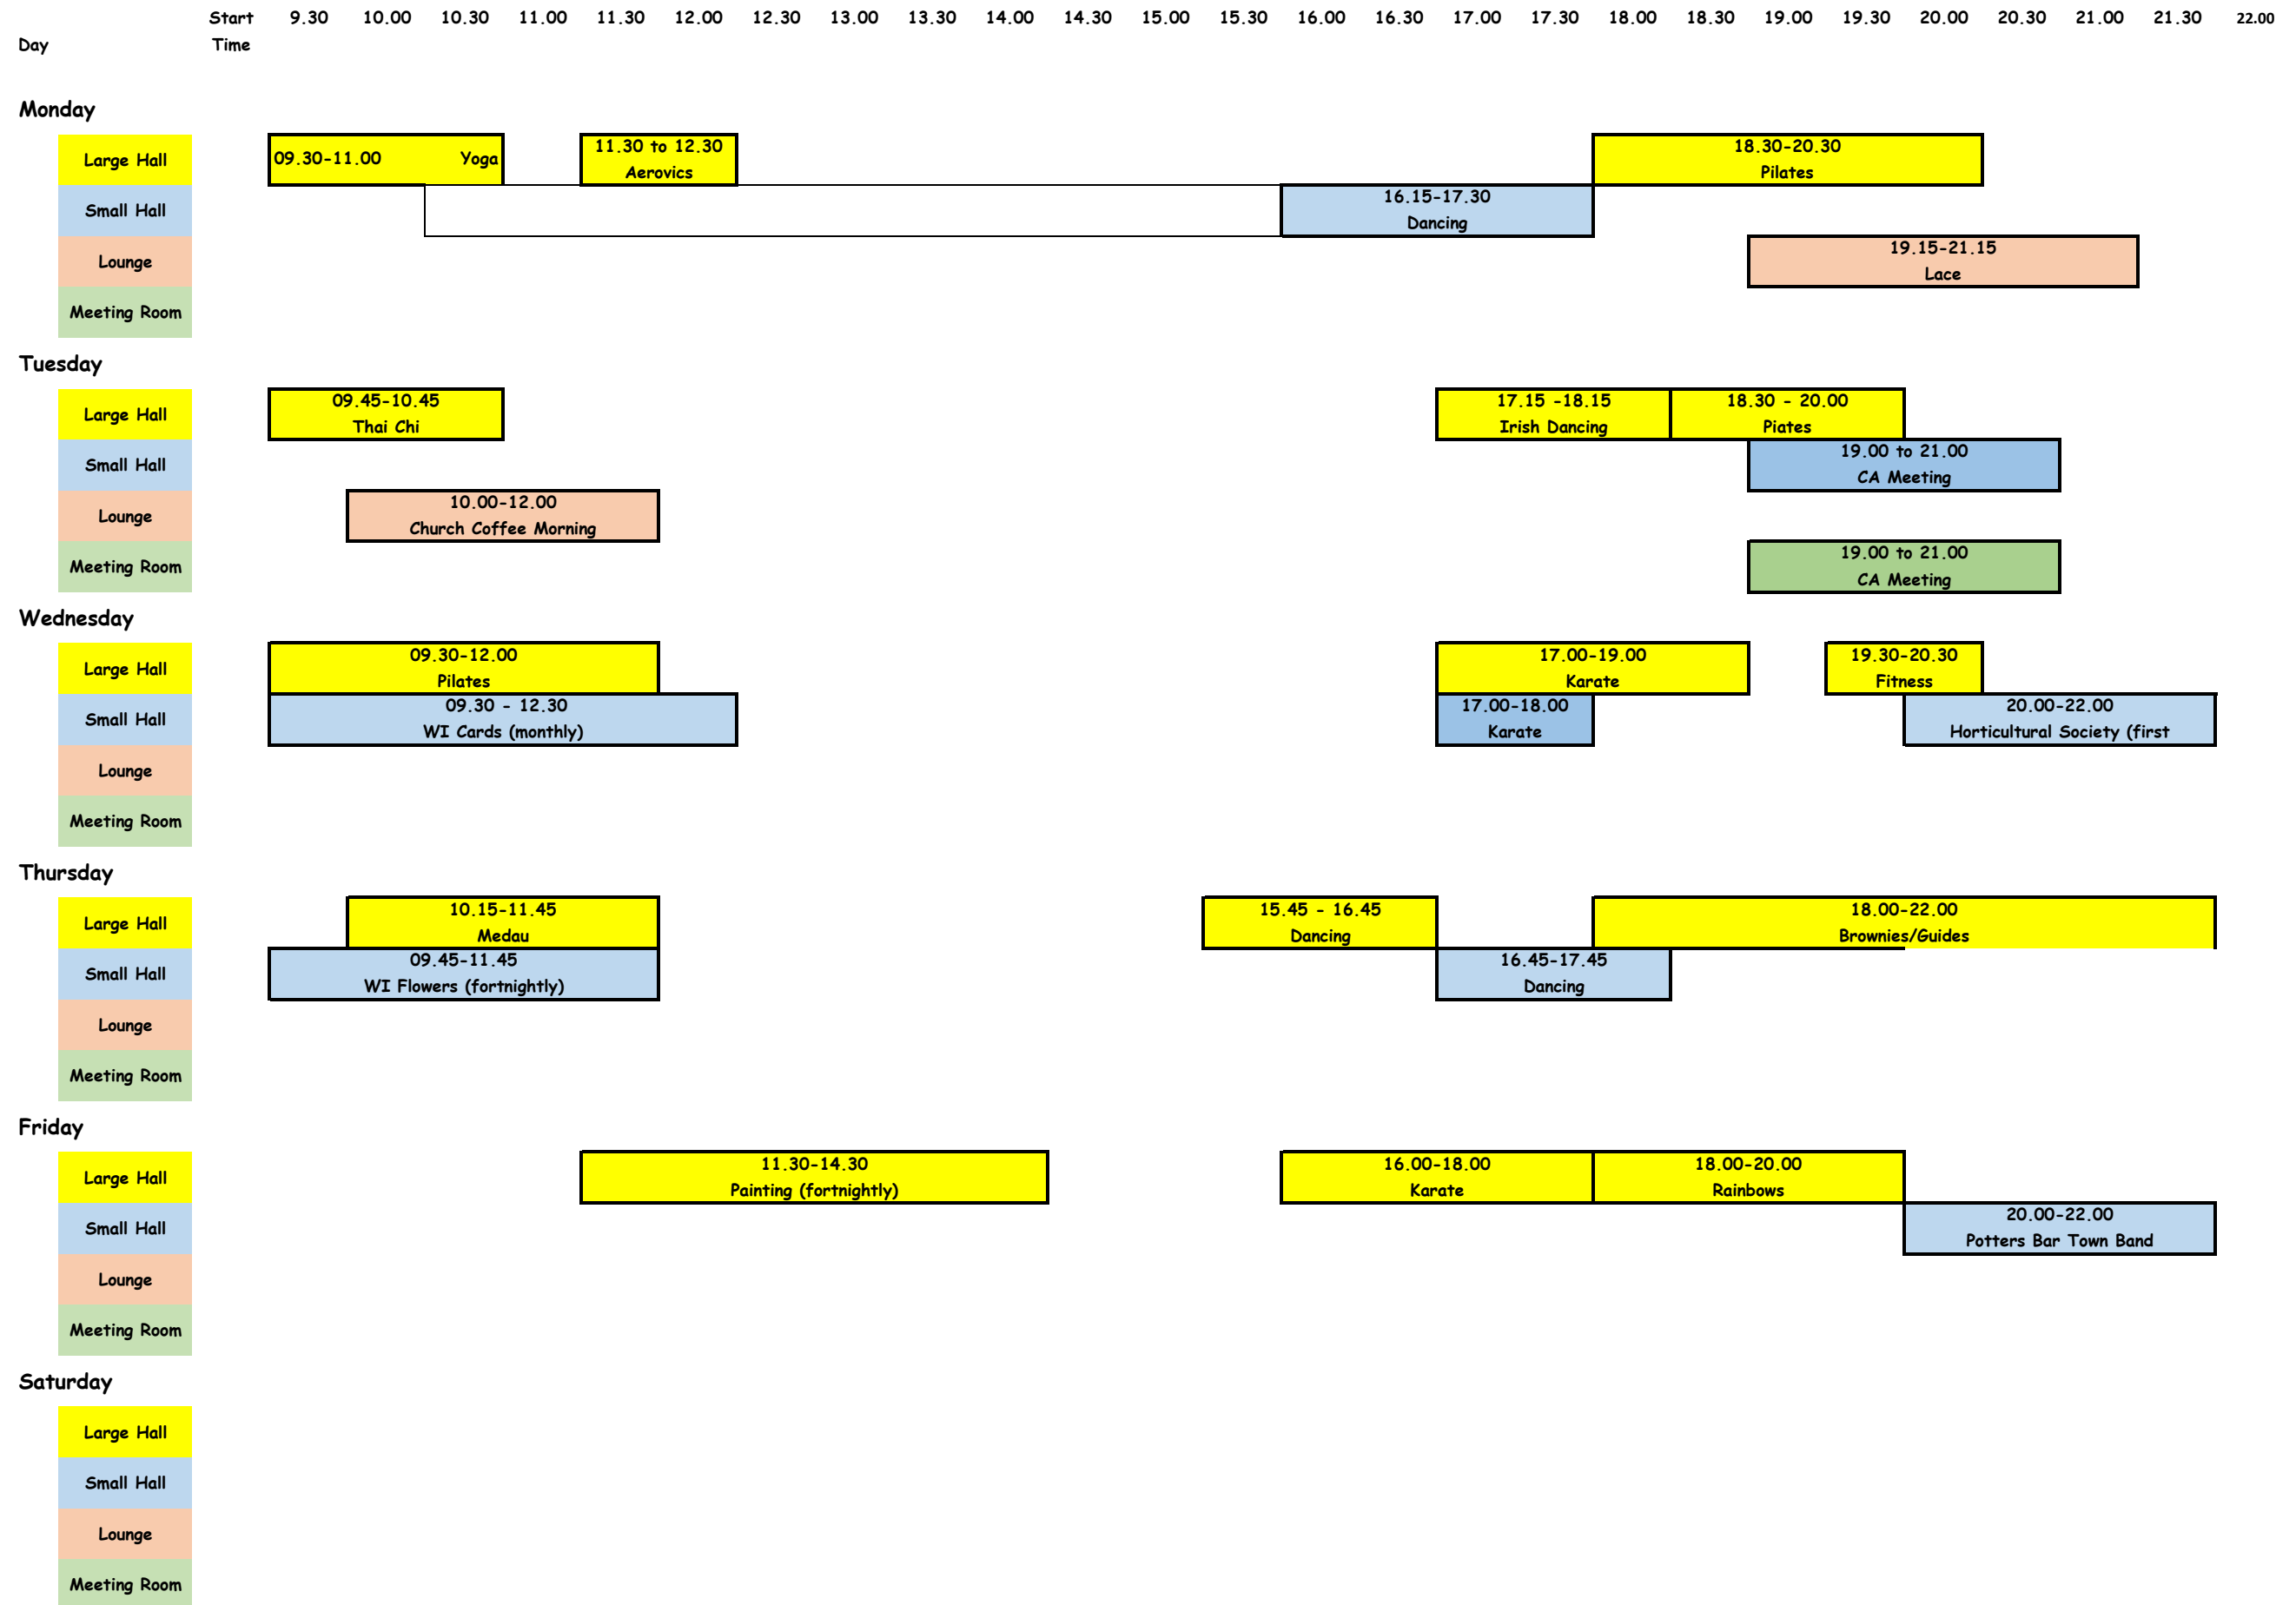 Start 9.30 10.00 10.30 11.00 11.30 12.00 12.30 13.00 13.30 14.00 14.30 15.00 15.30 16.00 16.30 17.00 17.30 18.00 18.30 19.00 19.30 20.00 20.30 21.00 21.30 22.00
Day Time
Monday
Large Hall
09.30-11.00 Yoga
11.30 to 12.30
Aerovics
18.30-20.30
Pilates
Small Hall
16.15-17.30
Dancing
Lounge
19.15-21.15
Lace
Meeting Room
Tuesday
Large Hall
09.45-10.45
Thai Chi
17.15 -18.15
Irish Dancing
18.30 - 20.00
Piates
Small Hall
19.00 to 21.00
CA Meeting
Lounge
10.00-12.00
Church Coffee Morning
Meeting Room
19.00 to 21.00
CA Meeting
Wednesday
Large Hall
09.30-12.00
Pilates
17.00-19.00
Karate
19.30-20.30
Fitness
Small Hall
09.30 - 12.30
WI Cards (monthly)
17.00-18.00
Karate
20.00-22.00
Horticultural Society (first
Lounge
Meeting Room
Thursday
Large Hall
10.15-11.45
Medau
15.45 - 16.45
Dancing
18.00-22.00
Brownies/Guides
Small Hall
09.45-11.45
WI Flowers (fortnightly)
16.45-17.45
Dancing
Lounge
Meeting Room
Friday
Large Hall
11.30-14.30
Painting (fortnightly)
16.00-18.00
Karate
18.00-20.00
Rainbows
Small Hall
20.00-22.00
Potters Bar Town Band
Lounge
Meeting Room
Saturday
Large Hall
Small Hall
Lounge
Meeting Room